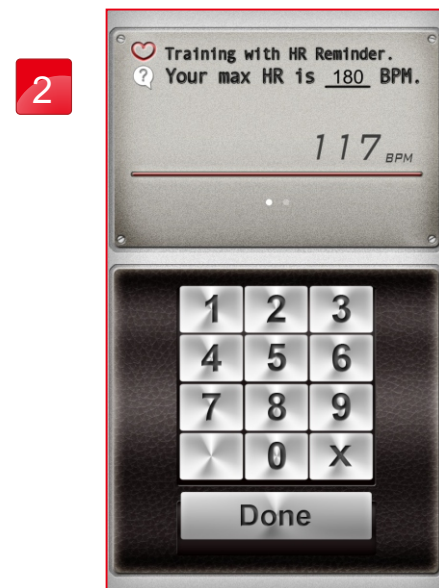 2
Training with HR Reminder.
? Your max HR is 180 BPM.
117 BPM
1 2 3
4 5 6
7 8 9
. 0 X
Done